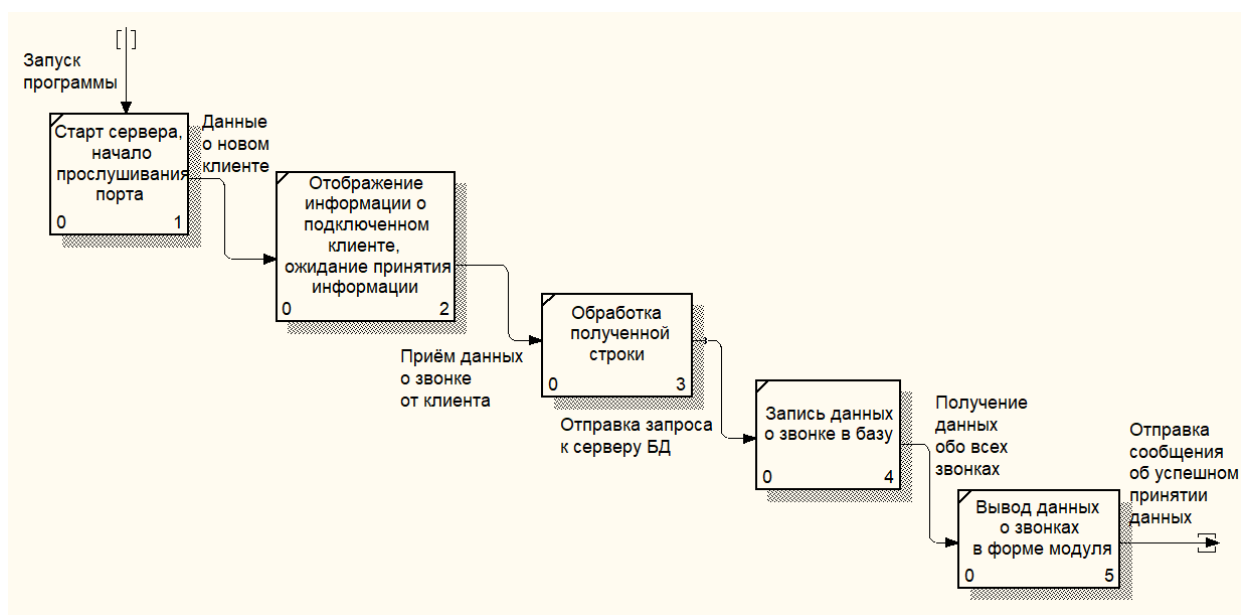 Запуск
программы
Старт сервера,
начало
прослушивания
порта
0 1
Данные
о новом
клиенте
Отображение
информации о
подключенном
клиенте,
ожидание принятия
информации
0 2
Приём данных
о звонке
от клиента
Обработка
полученной
строки
0 3
Отправка запроса
к серверу БД
Запись данных
о звонке в базу
0 4
Получение
данных
обо всех
звонках
Вывод данных
о звонках
в форме модуля
0 5
Отправка
сообщения
об успешном
принятии
данных